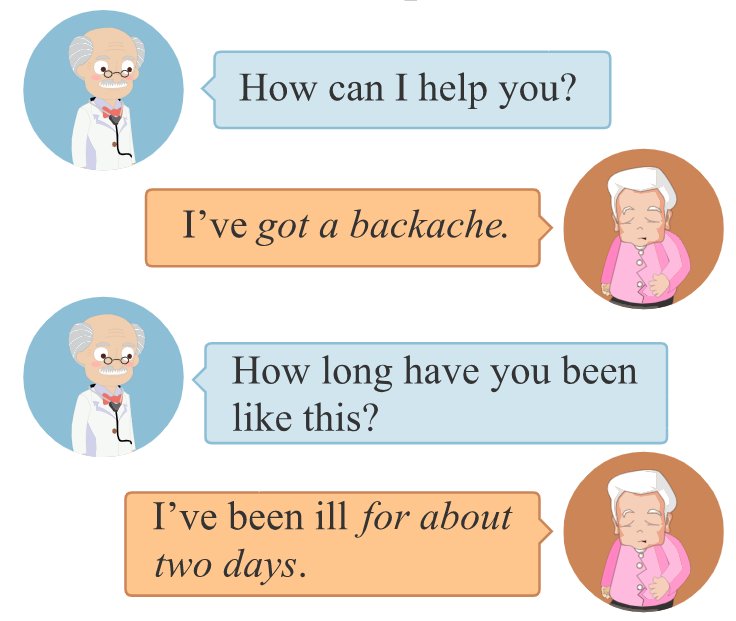 How can I help you?
I’ve got a backache.
How long have you been
like this?
I’ve been ill for about
two days.